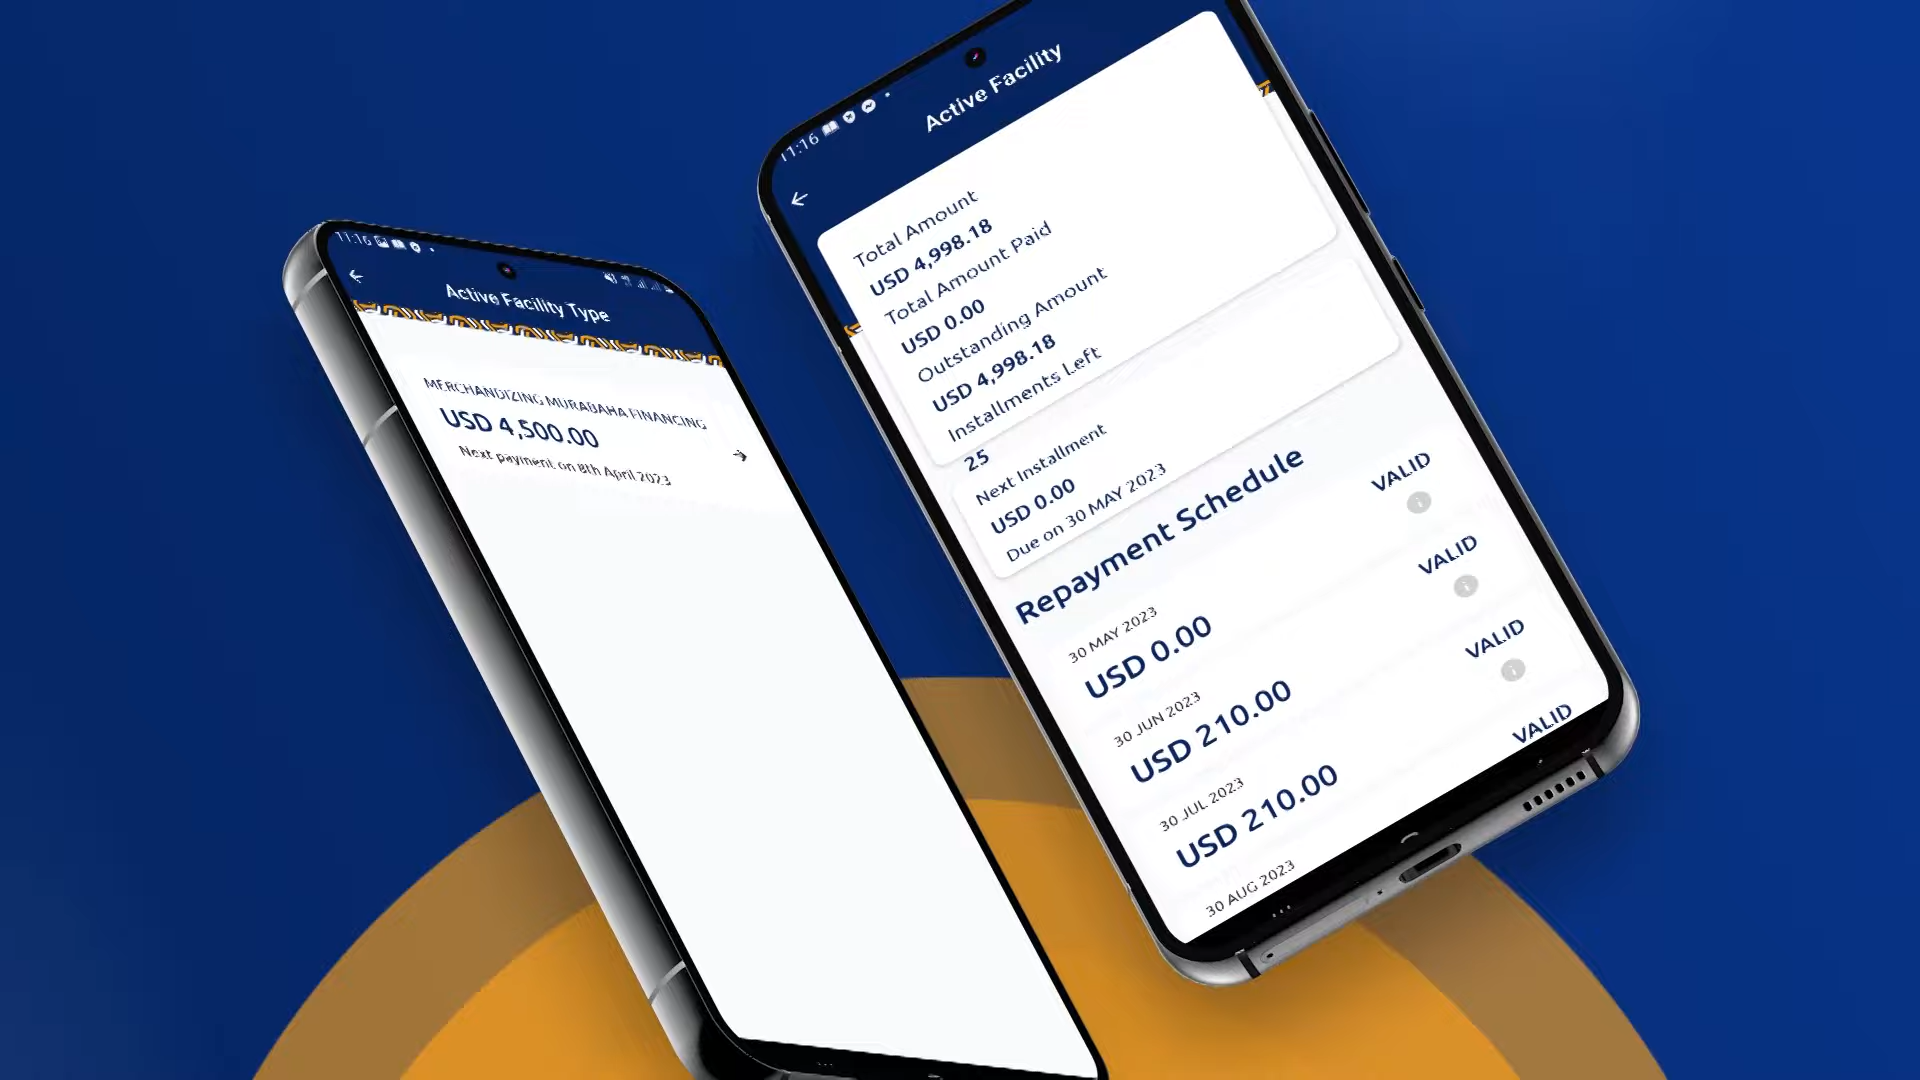 11:16
Active Facility Type
MERCHANDIZING MURABAHA FINANCING
USD 4,500.00
Next payment on 8th April 2023
11:16
Active Facility
Total Amount
USD 4,998.18
Total Amount Paid
USD 0.00
Outstanding Amount
USD 4,998.18
Installments Left
25
Next Installment
USD 0.00
Due on 30 MAY 2023
Repayment Schedule
30 MAY 2023
USD 0.00
VALID
30 JUN 2023
USD 210.00
VALID
30 JUL 2023
USD 210.00
VALID
30 AUG 2023
VALID